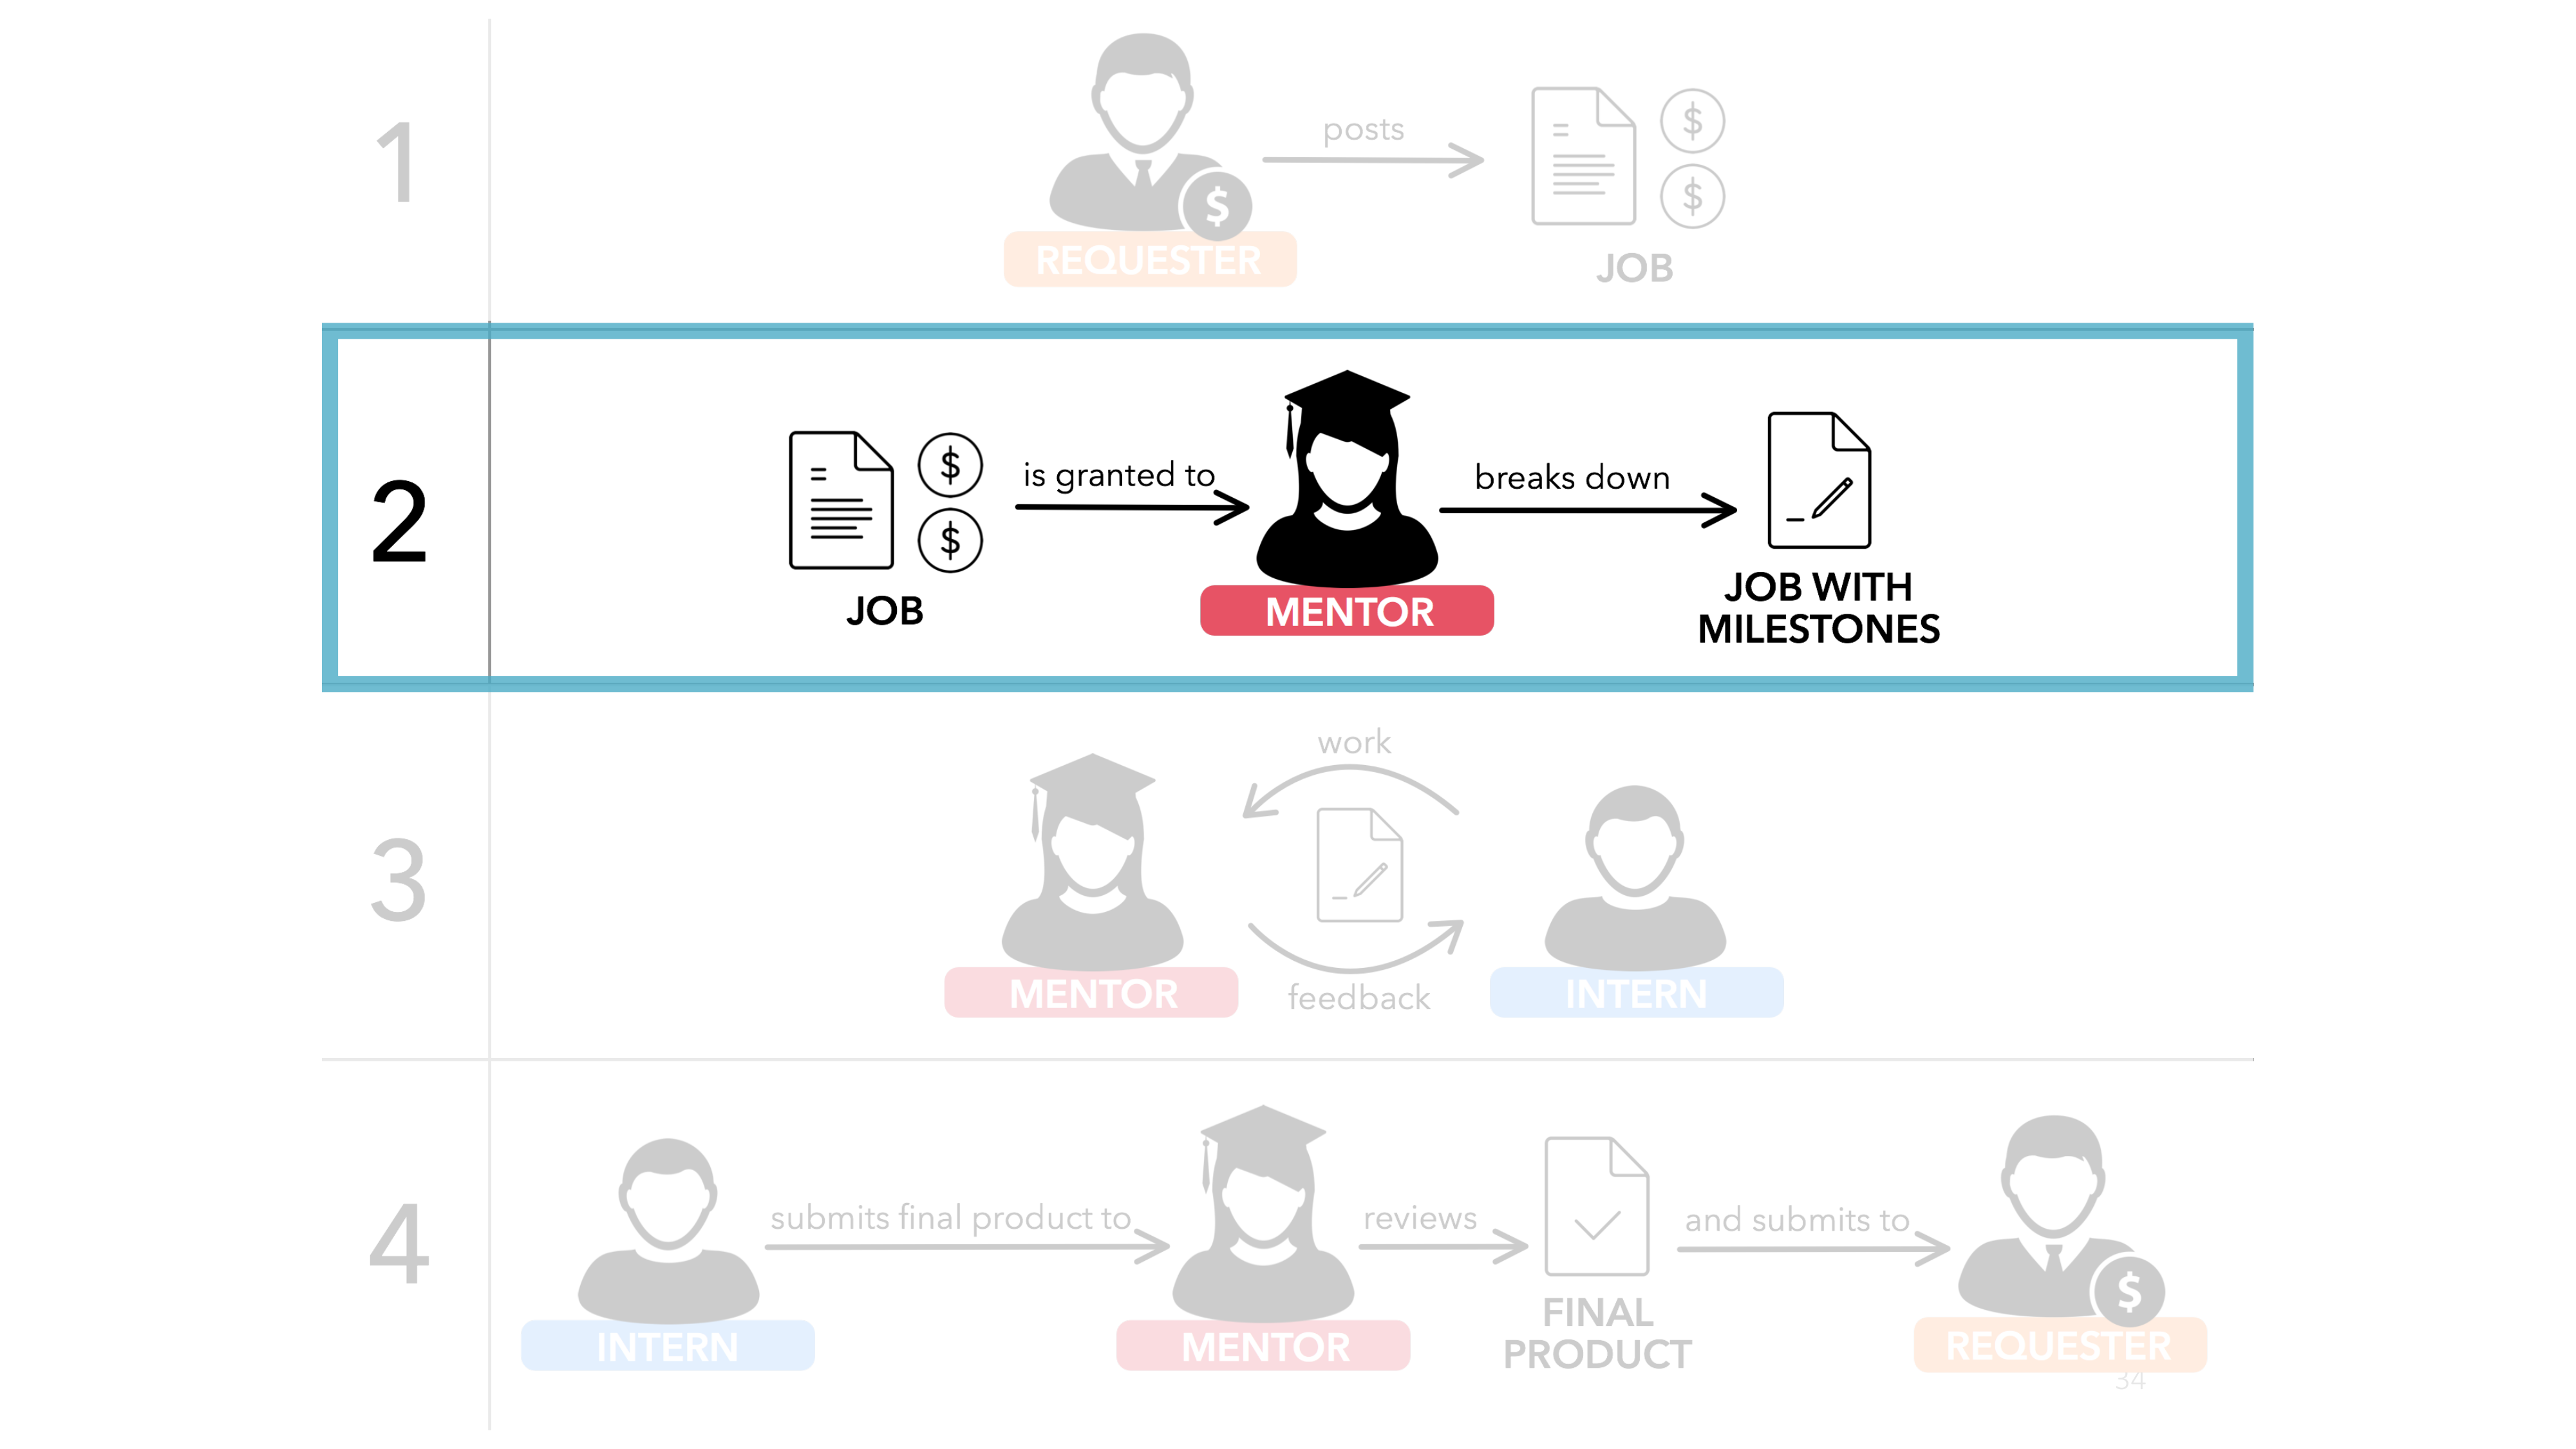 1
posts
$
$
$
REQUESTER
JOB
2
$
$
is granted to
breaks down
JOB
MENTOR
JOB WITH
MILESTONES
3
work
MENTOR
feedback
INTERN
4
submits final product to
reviews
and submits to
$
INTERN
MENTOR
FINAL
PRODUCT
REQUESTER
34